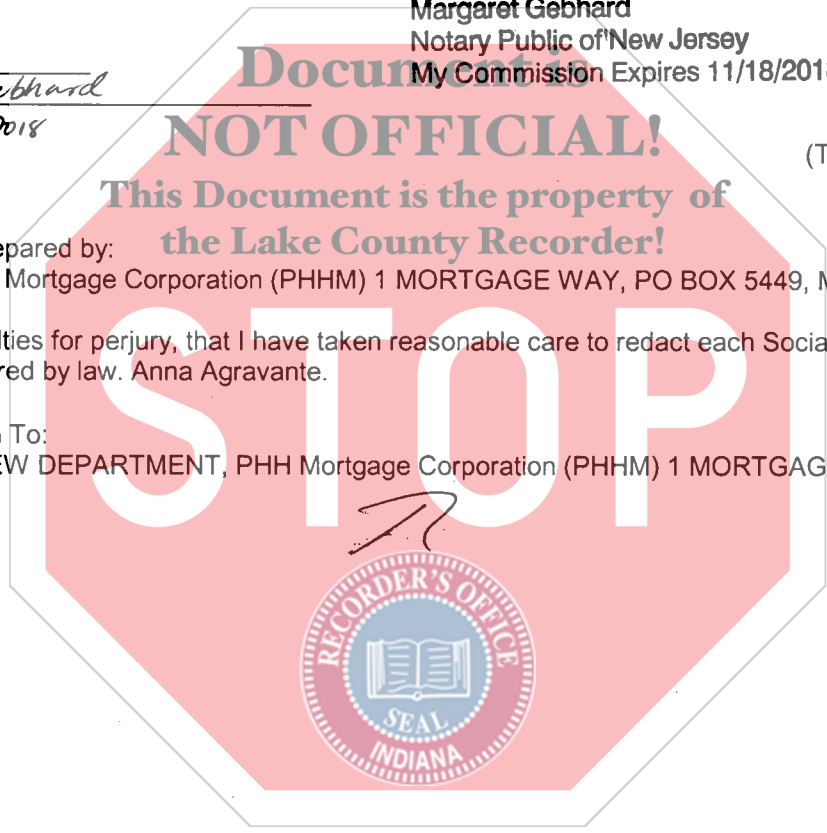 Margaret Gebhard
Notary Public of New Jersey
My Commission Expires 11/18/201
Document is
ebhard
2018
NOT OFFICIAL!
(T
This Document is the property of
the Lake County Recorder!
epared by:
Mortgage Corporation (PHHM) 1 MORTGAGE WAY, PO BOX 5449, M
lties for perjury, that I have taken reasonable care to redact each Socia
red by law. Anna Agravante.
STOP
To:
EW DEPARTMENT, PHH Mortgage Corporation (PHHM) 1 MORTGAG
RECORDER'S OFFICE
SEAL
INDIANA